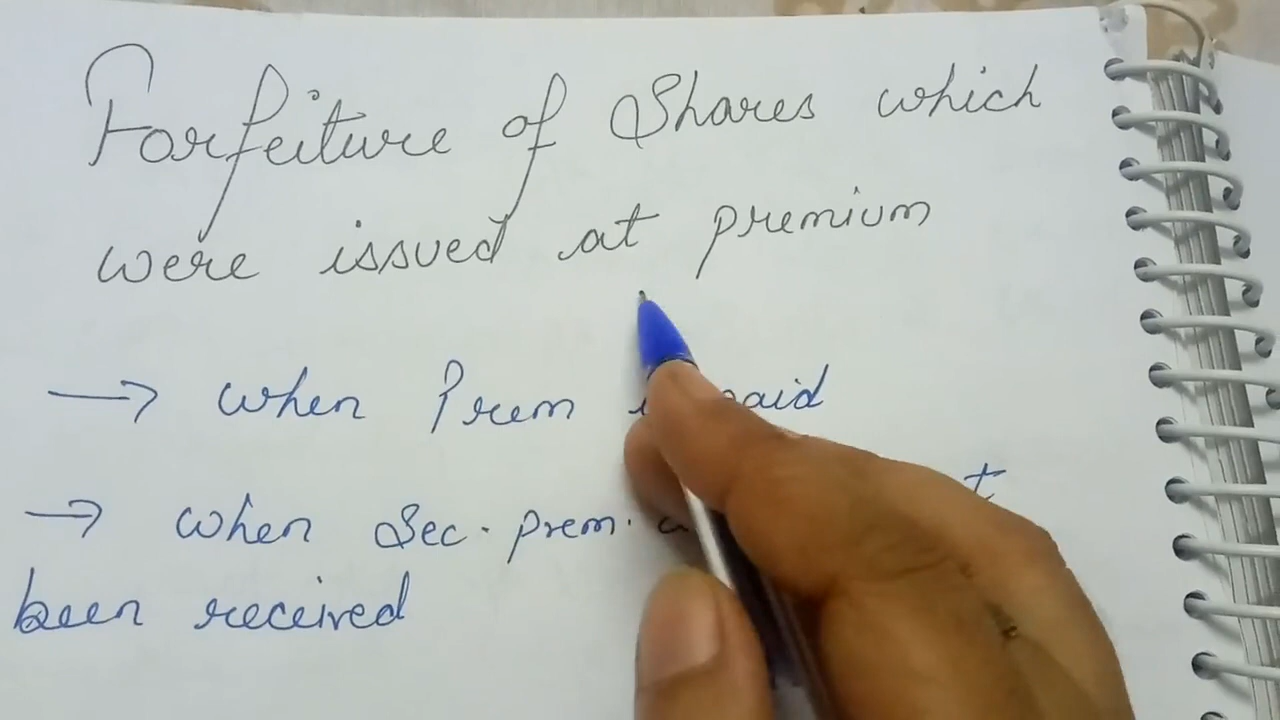 Forfeiture of Shares which
were issued at premium
→ when Prem paid
→ when Sec. prem.
been received